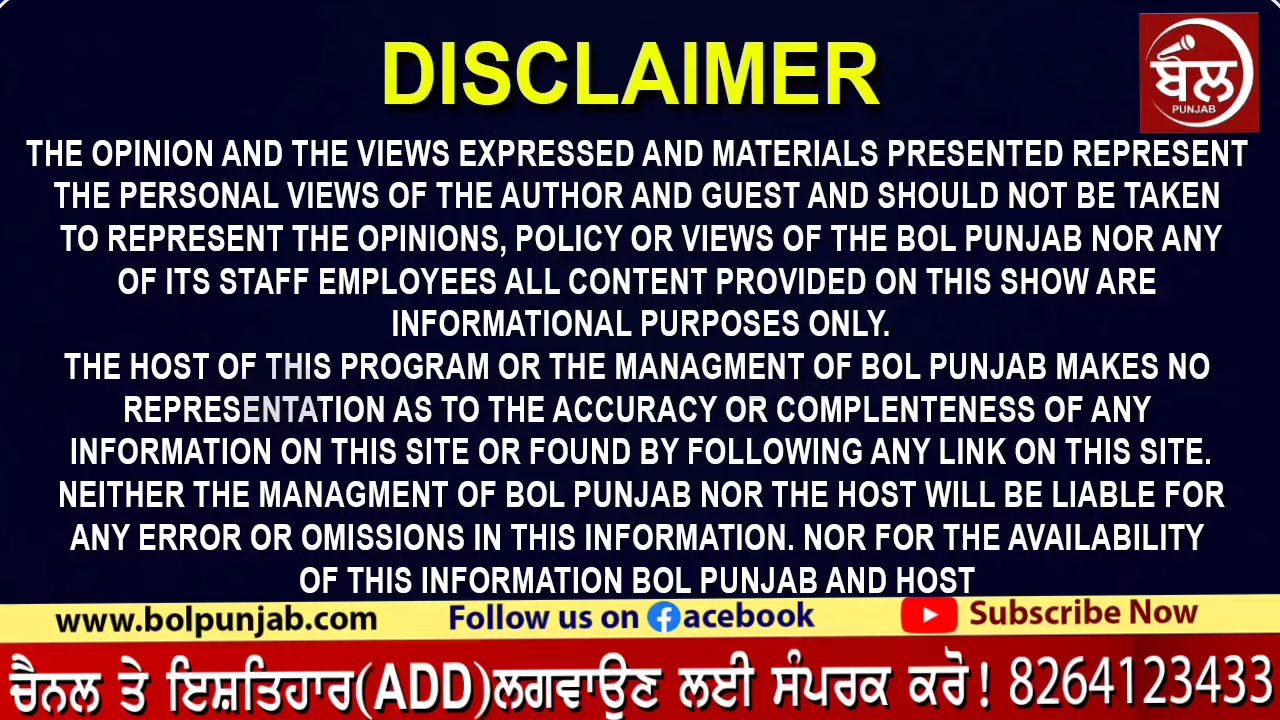 DISCLAIMER
ਬੋਲ
PUNJAB
THE OPINION AND THE VIEWS EXPRESSED AND MATERIALS PRESENTED REPRESENT
THE PERSONAL VIEWS OF THE AUTHOR AND GUEST AND SHOULD NOT BE TAKEN
TO REPRESENT THE OPINIONS, POLICY OR VIEWS OF THE BOL PUNJAB NOR ANY
OF ITS STAFF EMPLOYEES ALL CONTENT PROVIDED ON THIS SHOW ARE
INFORMATIONAL PURPOSES ONLY.
THE HOST OF THIS PROGRAM OR THE MANAGMENT OF BOL PUNJAB MAKES NO
REPRESENTATION AS TO THE ACCURACY OR COMPLENTENESS OF ANY
INFORMATION ON THIS SITE OR FOUND BY FOLLOWING ANY LINK ON THIS SITE.
NEITHER THE MANAGMENT OF BOL PUNJAB NOR THE HOST WILL BE LIABLE FOR
ANY ERROR OR OMISSIONS IN THIS INFORMATION. NOR FOR THE AVAILABILITY
OF THIS INFORMATION BOL PUNJAB AND HOST
www.bolpunjab.com Follow us on facebook Subscribe Now
ਚੈਨਲ ਤੇ ਇਸ਼ਤਿਹਾਰ(ADD)ਲਗਵਾਉਣ ਲਈ ਸੰਪਰਕ ਕਰੋ! 8264123433